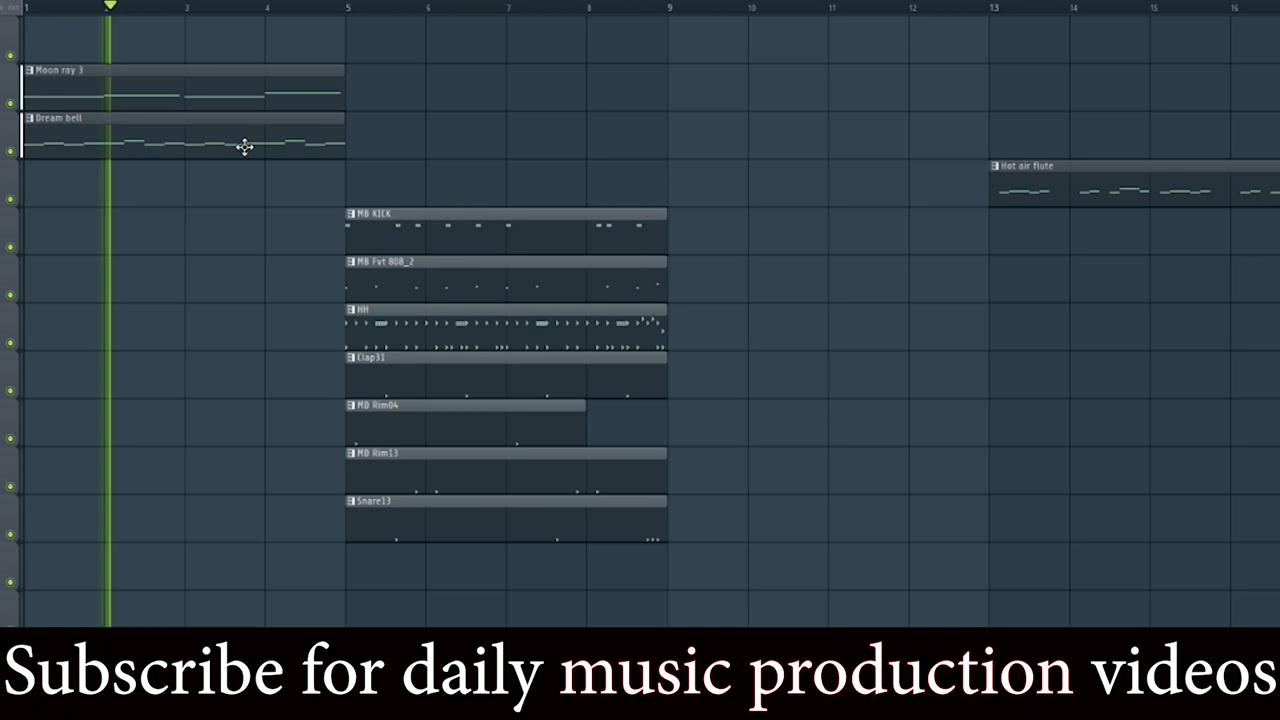 1 3 4 5 6 7 8 9 10 11 12 13 14 15 16
Moon ray 3
Dream bell
Hot air flute
MB KICK
MB Fvt 808_2
HH
Clap31
MD Rim04
MD Rim13
Snare13
Subscribe for daily music production videos